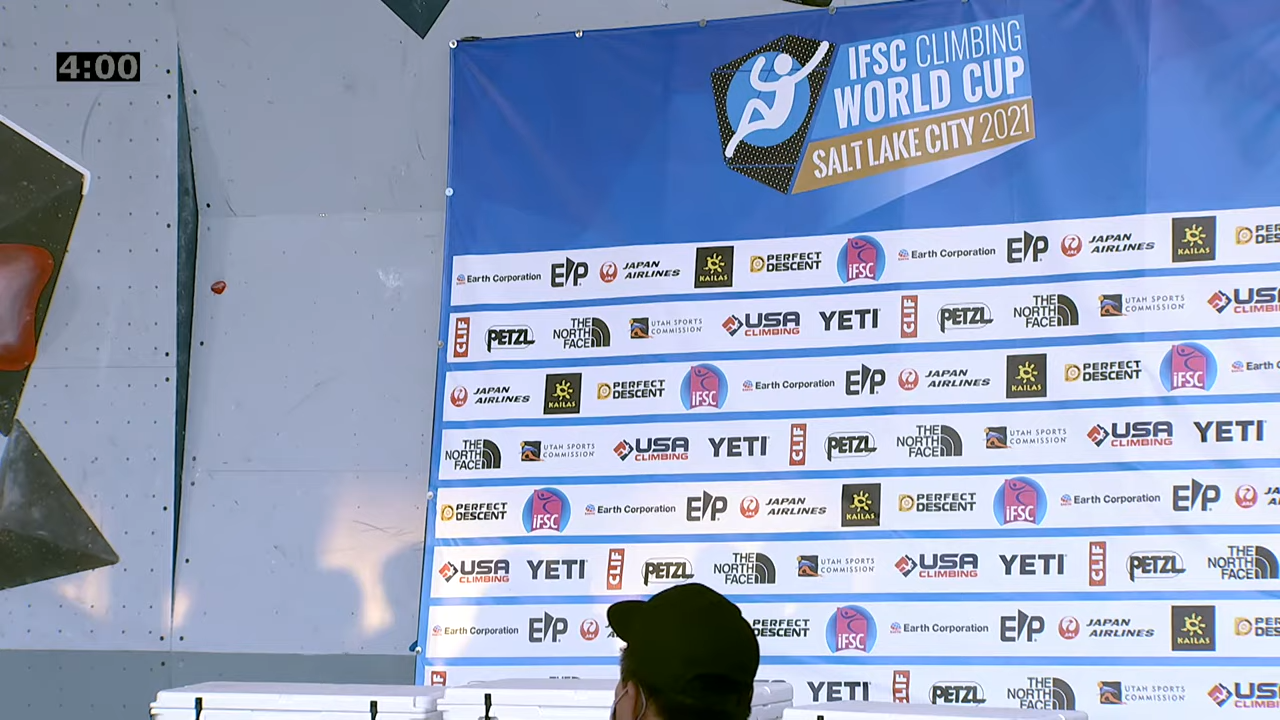 4:00
IFSC CLIMBING
WORLD CUP
SALT LAKE CITY 2021
Earth Corporation EP JAPAN AIRLINES KAILAS PERFECT DESCENT IFSC Earth Corporation EP JAPAN AIRLINES KAILAS
CLIF PETZL THE NORTH FACE UTAH SPORTS COMMISSION USA CLIMBING YETI CLIF PETZL THE NORTH FACE UTAH SPORTS COMMISSION USA
JAPAN AIRLINES KAILAS PERFECT DESCENT IFSC Earth Corporation EP JAPAN AIRLINES KAILAS PERFECT DESCENT IFSC Earth
THE NORTH FACE UTAH SPORTS COMMISSION USA CLIMBING YETI CLIF PETZL THE NORTH FACE UTAH SPORTS COMMISSION USA CLIMBING YETI
PERFECT DESCENT IFSC Earth Corporation EP JAPAN AIRLINES KAILAS PERFECT DESCENT IFSC Earth Corporation EP
USA CLIMBING YETI CLIF PETZL THE NORTH FACE UTAH SPORTS COMMISSION USA CLIMBING YETI CLIF PETZL THE NORTH FACE
Earth Corporation EP PERFECT DESCENT IFSC Earth Corporation EP JAPAN AIRLINES KAILAS
YETI CLIF PETZL THE NORTH FACE UTAH SPORTS COMMISSION USA